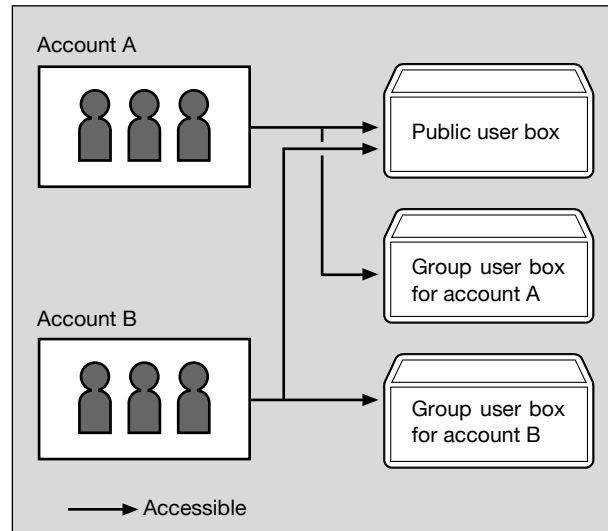 Account A
Public user box
Group user box
for account A
Account B
Group user box
for account B
Accessible